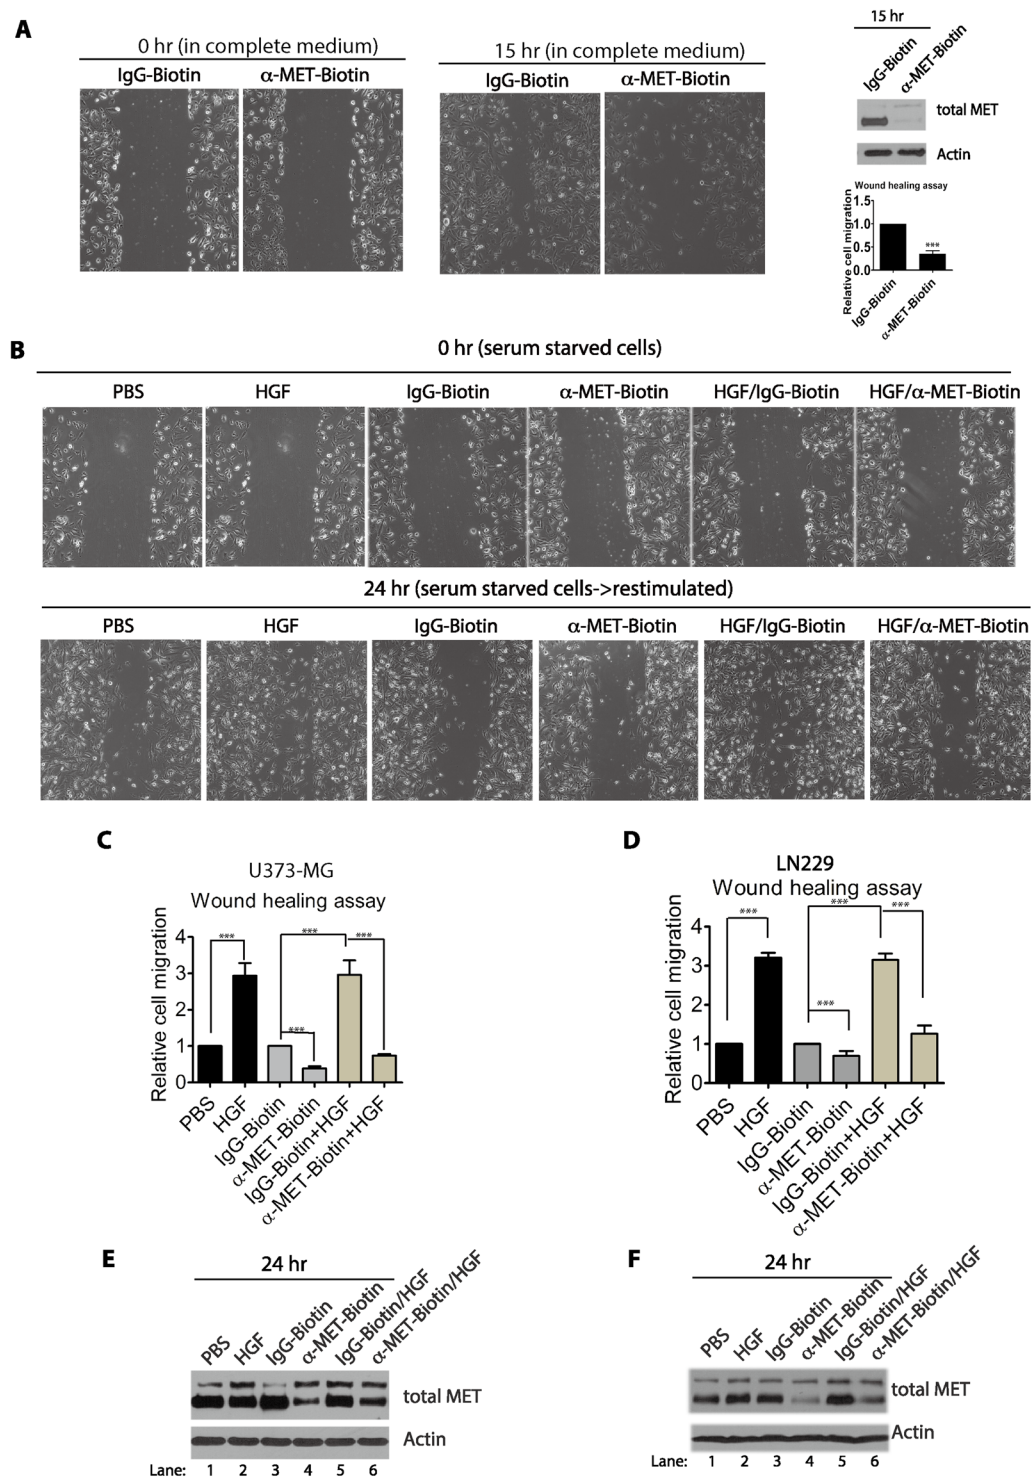 A
0 hr (in complete medium)
IgG-Biotin
α-MET-Biotin
15 hr (in complete medium)
IgG-Biotin
α-MET-Biotin
15 hr
IgG-Biotin
α-MET-Biotin
total MET
Actin
Wound healing assay
Relative cell migration
1.5
1.0
0.5
0.0
***
IgG-Biotin
α-MET-Biotin
B
0 hr (serum starved cells)
PBS
HGF
IgG-Biotin
α-MET-Biotin
HGF/IgG-Biotin
HGF/α-MET-Biotin
24 hr (serum starved cells->restimulated)
PBS
HGF
IgG-Biotin
α-MET-Biotin
HGF/IgG-Biotin
HGF/α-MET-Biotin
C
U373-MG
Wound healing assay
Relative cell migration
4
3
2
1
0
***
***
***
***
PBS
HGF
IgG-Biotin
α-MET-Biotin
IgG-Biotin+HGF
α-MET-Biotin+HGF
D
LN229
Wound healing assay
Relative cell migration
4
3
2
1
0
***
***
***
***
PBS
HGF
IgG-Biotin
α-MET-Biotin
IgG-Biotin+HGF
α-MET-Biotin+HGF
E
24 hr
PBS
HGF
IgG-Biotin
α-MET-Biotin
IgG-Biotin/HGF
α-MET-Biotin/HGF
total MET
Actin
Lane: 1 2 3 4 5 6
F
24 hr
PBS
HGF
IgG-Biotin
α-MET-Biotin
IgG-Biotin/HGF
α-MET-Biotin/HGF
total MET
Actin
Lane: 1 2 3 4 5 6